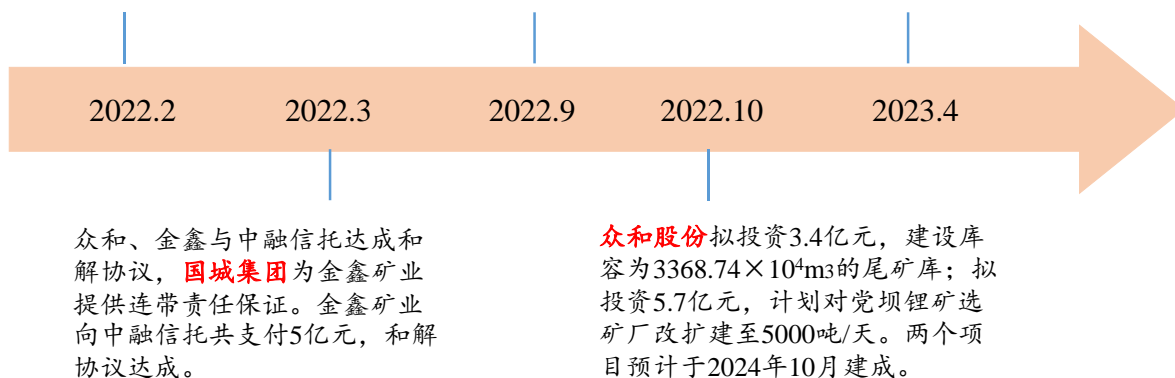 2022.2
2022.3
2022.9
2022.10
2023.4
众和、金鑫与中融信托达成和
解协议，国城集团为金鑫矿业
提供连带责任保证。金鑫矿业
向中融信托共支付5亿元，和解
协议达成。
众和股份拟投资3.4亿元，建设库
容为3368.74×10⁴m3的尾矿库；拟
投资5.7亿元，计划对党坝锂矿选
矿厂改扩建至5000吨/天。两个项
目预计于2024年10月建成。